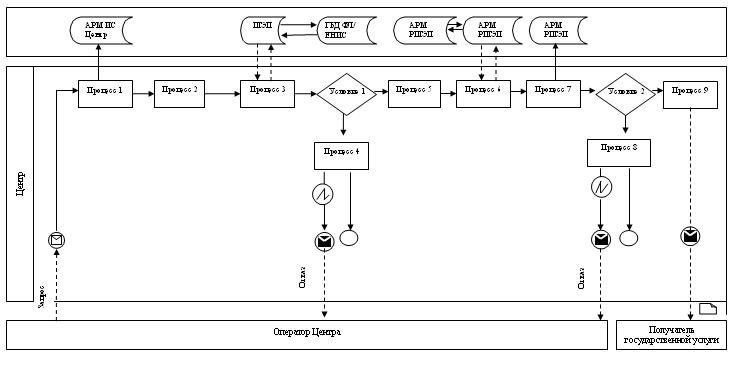 АРМ ИС
Центр
ПГЭП
ГБД ФЛ/
ЕНИС
АРМ
РПГЭП
АРМ
РПГЭП
АРМ
РПГЭП
Центр
Процесс 1
Процесс 2
Процесс 3
Условие 1
Процесс 5
Процесс 6
Процесс 7
Условие 2
Процесс 9
Процесс 4
Процесс 8
Запрос
Отказ
Отказ
Оператор Центра
Получатель
государственной услуги